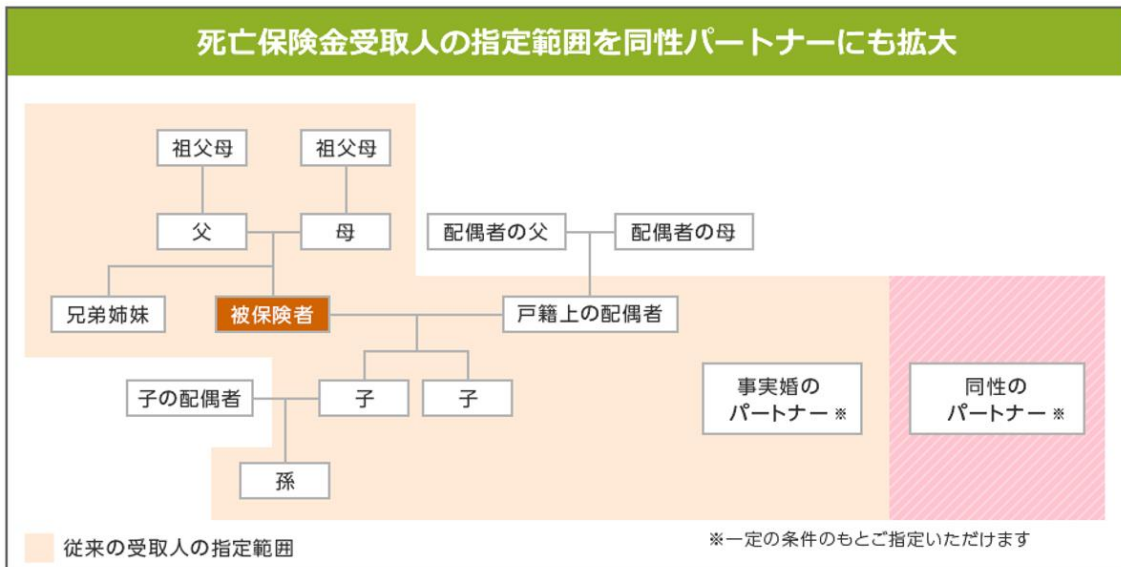 死亡保険金受取人の指定範囲を同性パートナーにも拡大
祖父母
祖父母
父
母
配偶者の父
配偶者の母
兄弟姉妹
被保険者
戸籍上の配偶者
子の配偶者
子
子
事実婚の
パートナー※
同性の
パートナー※
孫
従来の受取人の指定範囲
※一定の条件のもとご指定いただけます